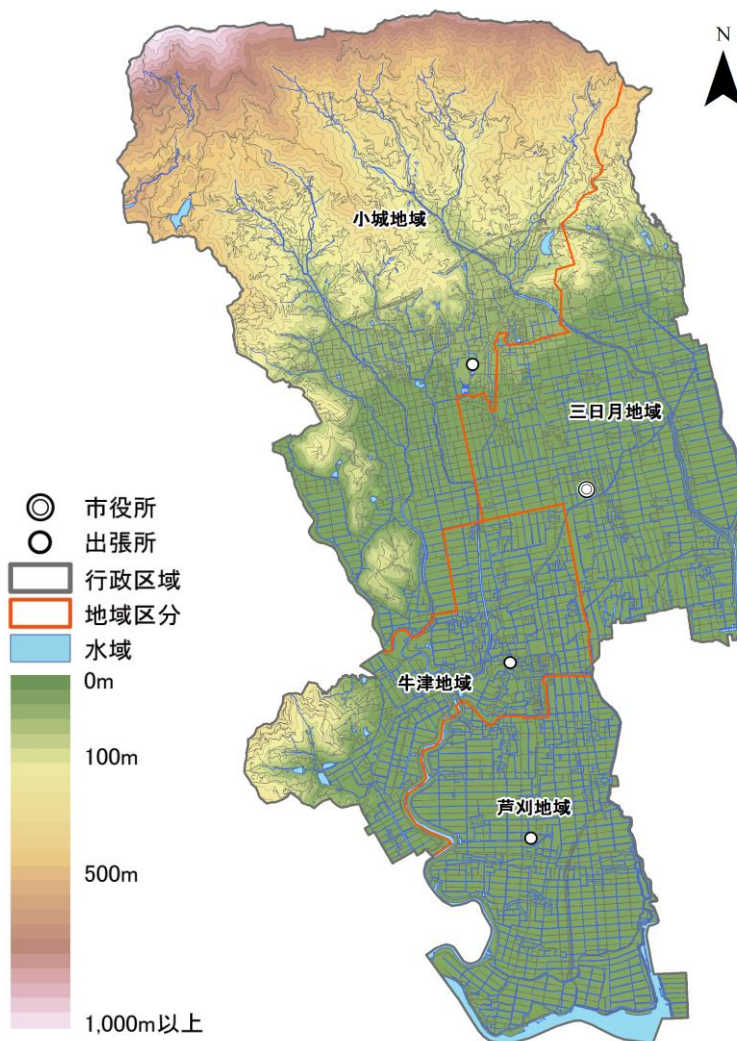 N
小城地域
三日月地域
牛津地域
芦刈地域
市役所
出張所
行政区域
地域区分
水域
0m
100m
500m
1,000m以上